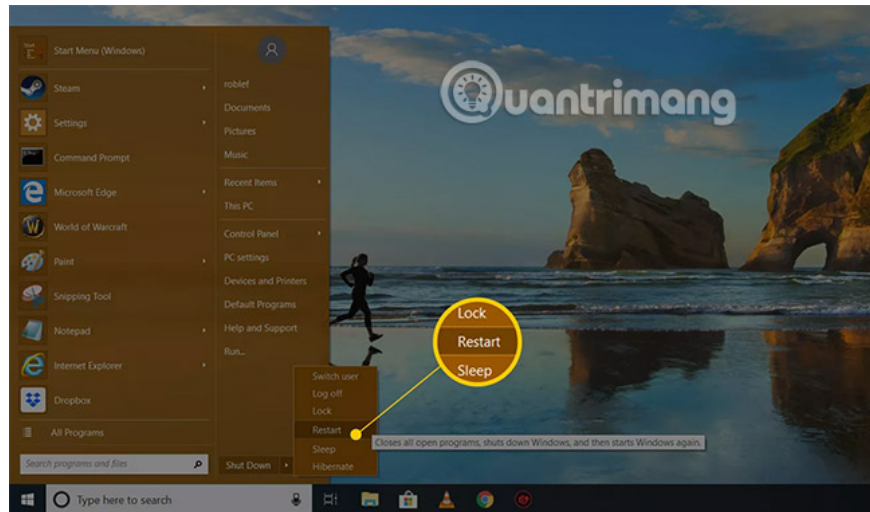 Start Menu (Windows)
Steam
Settings
Command Prompt
Microsoft Edge
World of Warcraft
Paint
Snipping Tool
Notepad
Internet Explorer
Dropbox
All Programs
Search programs and files
roblef
Documents
Pictures
Music
Recent Items
This PC
Control Panel
PC settings
Devices and Printers
Default Programs
Help and Support
Run...
Shut Down
Switch user
Log off
Lock
Restart
Sleep
Hibernate
Closes all open programs, shuts down Windows, and then starts Windows again.
Lock
Restart
Sleep
Quantrimang
Type here to search